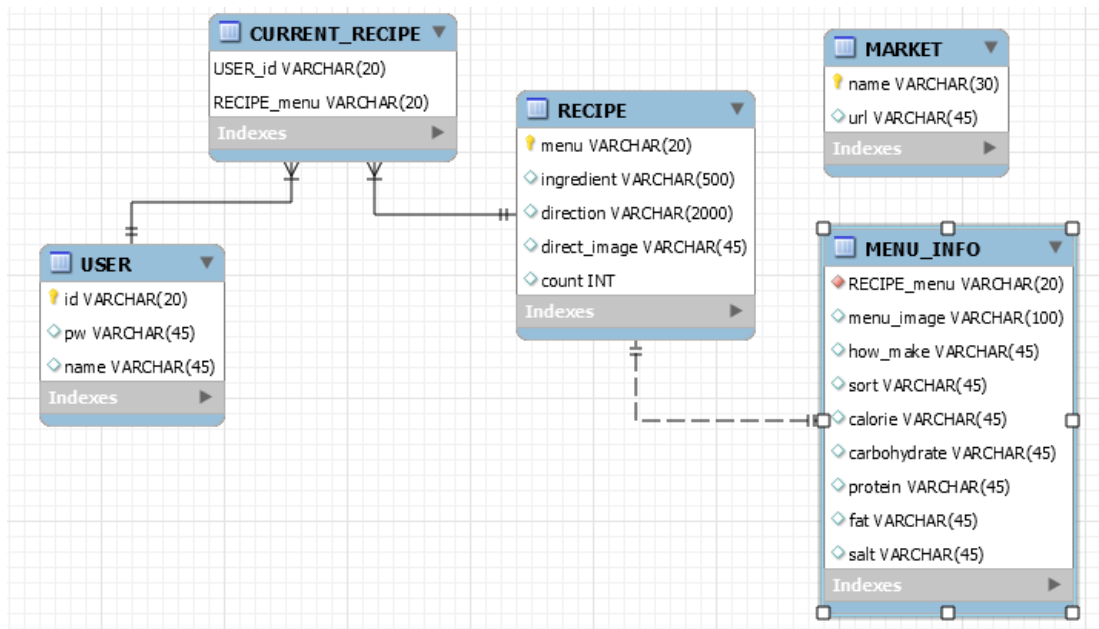 CURRENT_RECIPE
USER_id VARCHAR(20)
RECIPE_menu VARCHAR(20)
Indexes
RECIPE
menu VARCHAR(20)
ingredient VARCHAR(500)
direction VARCHAR(2000)
direct_image VARCHAR(45)
count INT
Indexes
MARKET
name VARCHAR(30)
url VARCHAR(45)
Indexes
USER
id VARCHAR(20)
pw VARCHAR(45)
name VARCHAR(45)
Indexes
MENU_INFO
RECIPE_menu VARCHAR(20)
menu_image VARCHAR(100)
how_make VARCHAR(45)
sort VARCHAR(45)
calorie VARCHAR(45)
carbohydrate VARCHAR(45)
protein VARCHAR(45)
fat VARCHAR(45)
salt VARCHAR(45)
Indexes